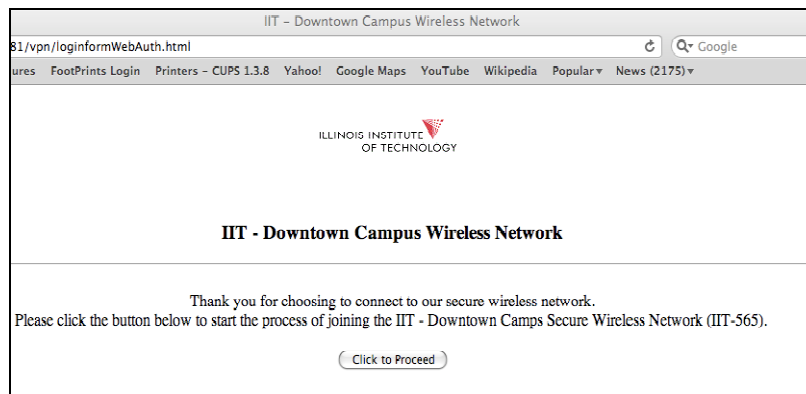 IIT - Downtown Campus Wireless Network
81/vpn/loginformWebAuth.html
Google
ures FootPrints Login Printers - CUPS 1.3.8 Yahoo! Google Maps YouTube Wikipedia Popular News (2175)
ILLINOIS INSTITUTE
OF TECHNOLOGY
IIT - Downtown Campus Wireless Network
Thank you for choosing to connect to our secure wireless network.
Please click the button below to start the process of joining the IIT - Downtown Camps Secure Wireless Network (IIT-565).
Click to Proceed